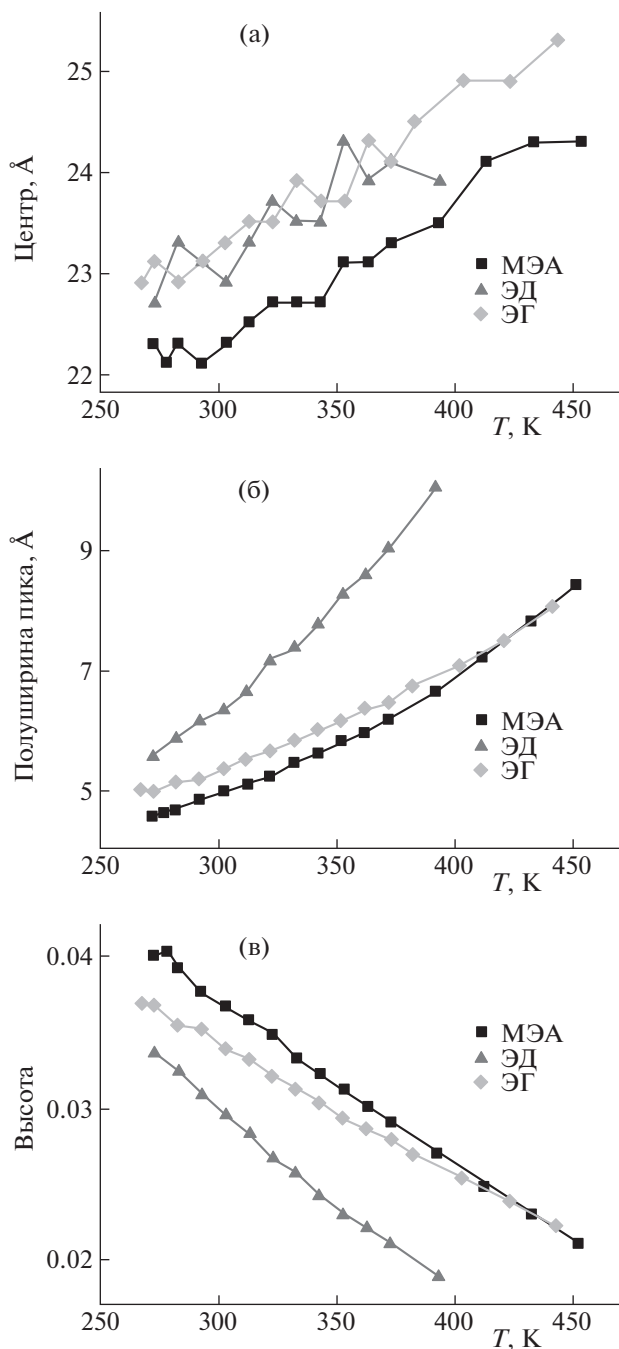 (а)
25
24
23
22
Центр, Å
МЭА
ЭД
ЭГ
250 300 350 400 450
T, K
(б)
9
7
5
Полуширина пика, Å
МЭА
ЭД
ЭГ
250 300 350 400 450
T, K
(в)
0.04
0.03
0.02
Высота
МЭА
ЭД
ЭГ
250 300 350 400 450
T, K